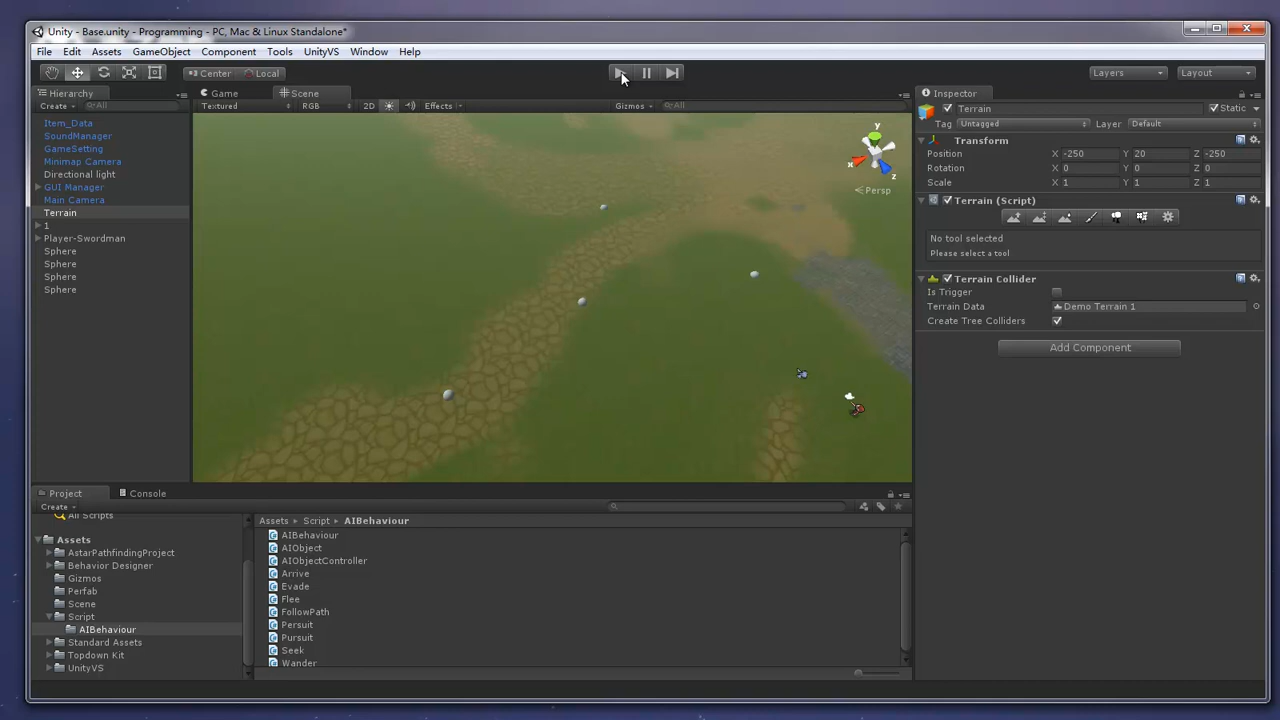 Unity - Base.unity - Programming - PC, Mac & Linux Standalone*
File Edit Assets GameObject Component Tools UnityVS Window Help
Center Local Layers Layout
Hierarchy
Create All
Item_Data
SoundManager
GameSetting
Minimap Camera
Directional light
GUI Manager
Main Camera
Terrain
1
Player-Swordman
Sphere
Sphere
Sphere
Sphere
Game Scene
Textured RGB 2D Effects Gizmos All
y
x
z
Persp
Inspector
Terrain Static
Tag Untagged Layer Default
Transform
Position X -250 Y 20 Z -250
Rotation X 0 Y 0 Z 0
Scale X 1 Y 1 Z 1
Terrain (Script)
No tool selected
Please select a tool
Terrain Collider
Is Trigger
Terrain Data Demo Terrain 1
Create Tree Colliders
Add Component
Project Console
Create
All Scripts
Assets
AstarPathfindingProject
Behavior Designer
Gizmos
Perfab
Scene
Script
AIBehaviour
Standard Assets
Topdown Kit
UnityVS
Assets Script AIBehaviour
AIBehaviour
AIObject
AIObjectController
Arrive
Evade
Flee
FollowPath
Persuit
Pursuit
Seek
Wander